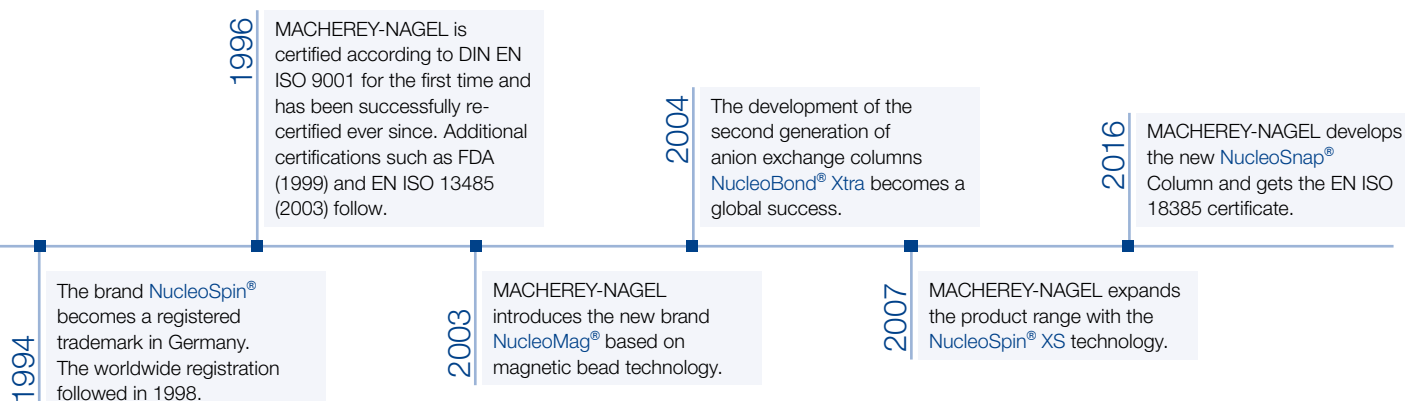 1996
MACHEREY-NAGEL is
certified according to DIN EN
ISO 9001 for the first time and
has been successfully re-
certified ever since. Additional
certifications such as FDA
(1999) and EN ISO 13485
(2003) follow.
2004
The development of the
second generation of
anion exchange columns
NucleoBond® Xtra becomes a
global success.
2016
MACHEREY-NAGEL develops
the new NucleoSnap®
Column and gets the EN ISO
18385 certificate.
1994
The brand NucleoSpin®
becomes a registered
trademark in Germany.
The worldwide registration
followed in 1998.
2003
MACHEREY-NAGEL
introduces the new brand
NucleoMag® based on
magnetic bead technology.
2007
MACHEREY-NAGEL expands
the product range with the
NucleoSpin® XS technology.